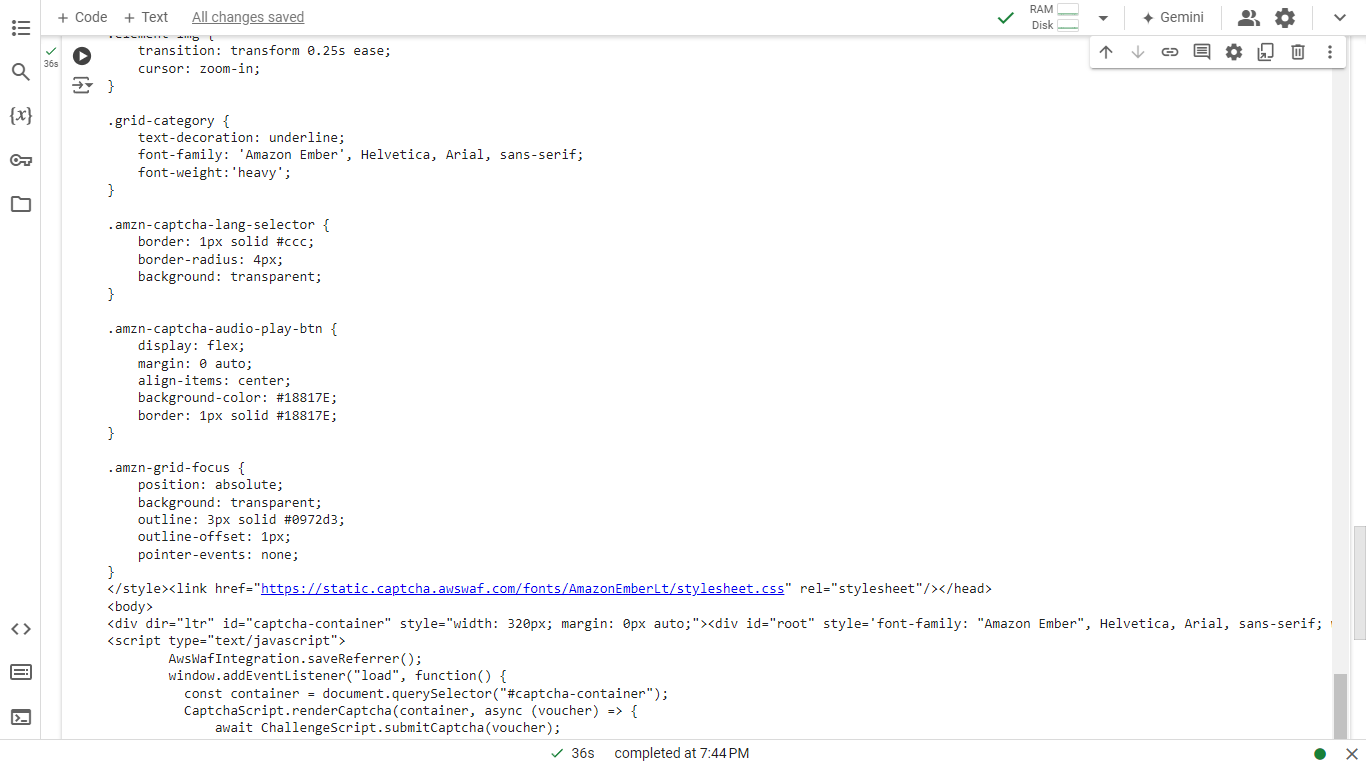 + Code + Text All changes saved
RAM
Disk
Gemini
36s
.element-img {
transition: transform 0.25s ease;
cursor: zoom-in;
}
.grid-category {
text-decoration: underline;
font-family: 'Amazon Ember', Helvetica, Arial, sans-serif;
font-weight:'heavy';
}
.amzn-captcha-lang-selector {
border: 1px solid #ccc;
border-radius: 4px;
background: transparent;
}
.amzn-captcha-audio-play-btn {
display: flex;
margin: 0 auto;
align-items: center;
background-color: #18817E;
border: 1px solid #18817E;
}
.amzn-grid-focus {
position: absolute;
background: transparent;
outline: 3px solid #0972d3;
outline-offset: 1px;
pointer-events: none;
}
</style><link href="https://static.captcha.awswaf.com/fonts/AmazonEmberLt/stylesheet.css" rel="stylesheet"/></head>
<body>
<div dir="ltr" id="captcha-container" style="width: 320px; margin: 0px auto;"><div id="root" style='font-family: "Amazon Ember", Helvetica, Arial, sans-serif;
<script type="text/javascript">
AwsWafIntegration.saveReferrer();
window.addEventListener("load", function() {
const container = document.querySelector("#captcha-container");
CaptchaScript.renderCaptcha(container, async (voucher) => {
await ChallengeScript.submitCaptcha(voucher);
36s completed at 7:44 PM